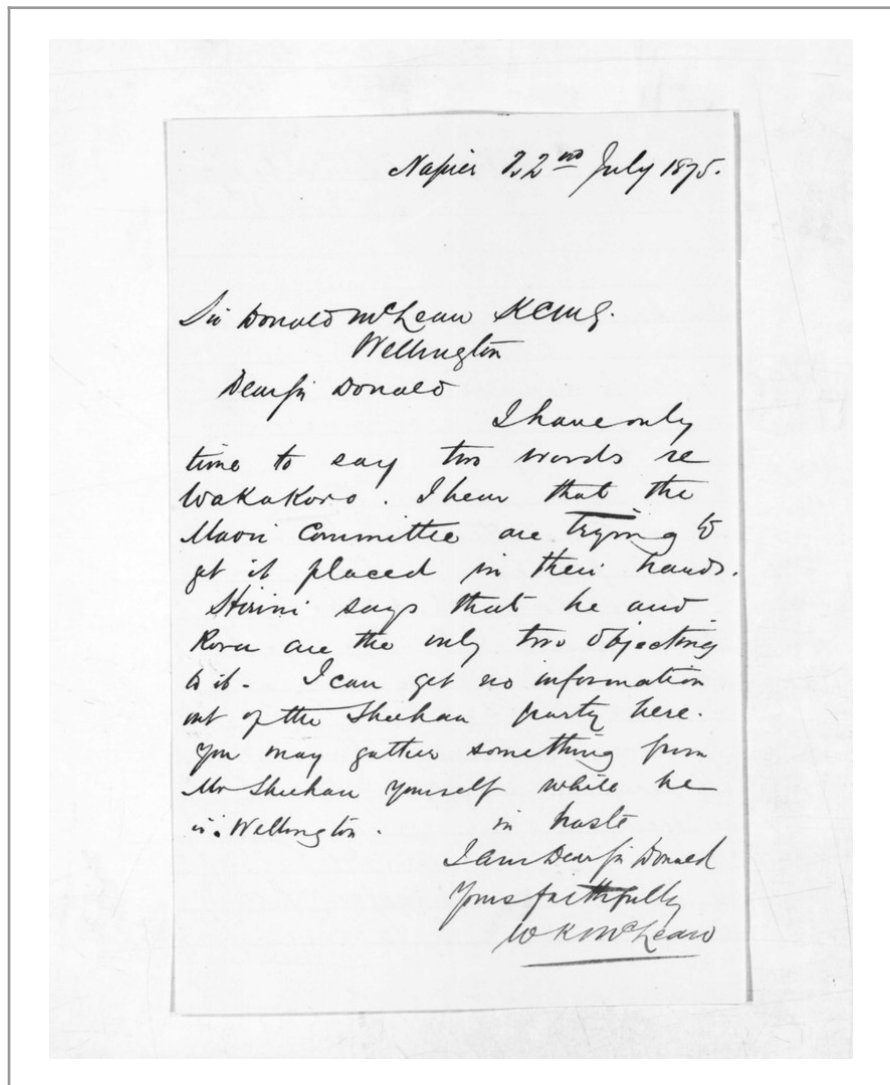 Napier 22nd July 1875.
Sir Donald McLean KCMG.
Wellington
Dear Sir Donald
I have only
time to say two words re
Wakakoro. I hear that the
Maori Committee are trying to
get it placed in their hands.
Hirini says that he and
Rora are the only two objecting
to it. I can get no information
out of the Sheehan party here.
You may gather something from
Mr Sheehan yourself while he
in Wellington. in haste
I am Dear Sir Donald
Yours faithfully
W K McLean